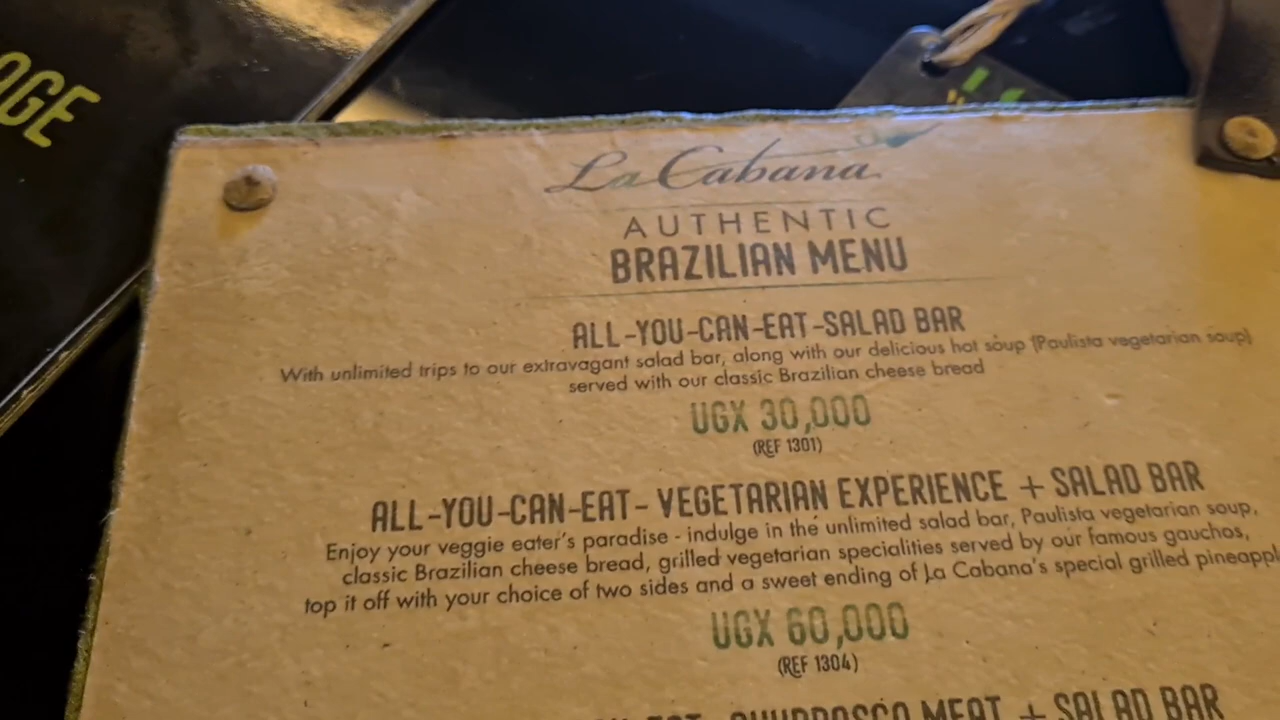 La Cabana
AUTHENTIC
BRAZILIAN MENU
ALL-YOU-CAN-EAT-SALAD BAR
With unlimited trips to our extravagant salad bar, along with our delicious hot soup (Paulista vegetarian soup)
served with our classic Brazilian cheese bread
UGX 30,000
(REF 1301)
ALL-YOU-CAN-EAT- VEGETARIAN EXPERIENCE + SALAD BAR
Enjoy your veggie eater's paradise - indulge in the unlimited salad bar, Paulista vegetarian soup,
classic Brazilian cheese bread, grilled vegetarian specialities served by our famous gauchos,
top it off with your choice of two sides and a sweet ending of La Cabana's special grilled pineappl
UGX 60,000
(REF 1304)
MEAT + SALAD BAR